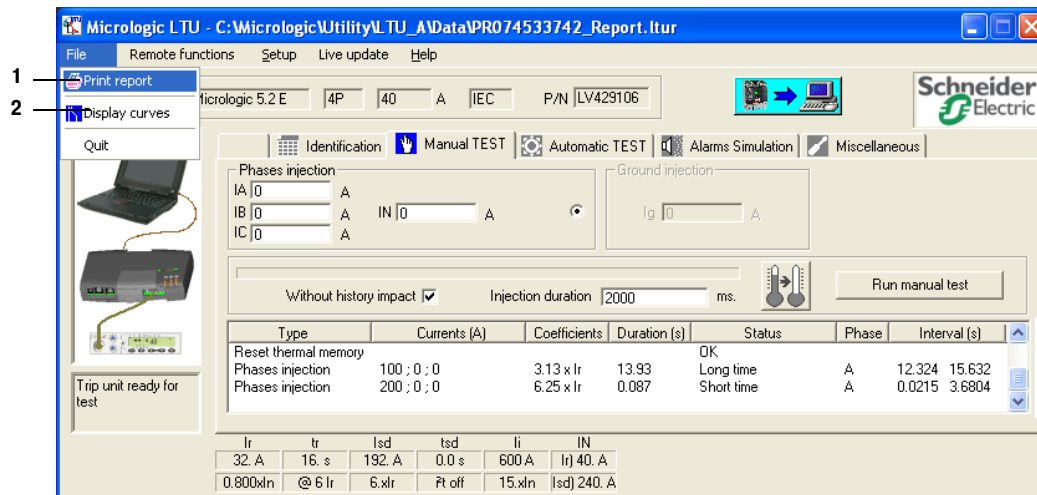 Micrologic LTU - C:\Micrologic\Utility\LTU_A\Data\PR074533742_Report.ltur
File Remote functions Setup Live update Help
1
Print report
2
Display curves
Quit
Micrologic 5.2 E 4P 40 A IEC P/N LV429106
Schneider
Electric
Identification Manual TEST Automatic TEST Alarms Simulation Miscellaneous
Phases injection
IA 0 A
IB 0 A IN 0 A
IC 0 A
Ground injection
Ig 0 A
Without history impact Injection duration 2000 ms.
Run manual test
Type Currents (A) Coefficients Duration (s) Status Phase Interval (s)
Reset thermal memory OK
Phases injection 100 ; 0 ; 0 3.13 x Ir 13.93 Long time A 12.324 15.632
Phases injection 200 ; 0 ; 0 6.25 x Ir 0.087 Short time A 0.0215 3.6804
Trip unit ready for
test
Ir tr Isd tsd Ii IN
32. A 16. s 192. A 0.0 s 600 A Ir) 40. A
0.800xIn @ 6 Ir 6.xIr I²t off 15.xIn Isd) 240. A